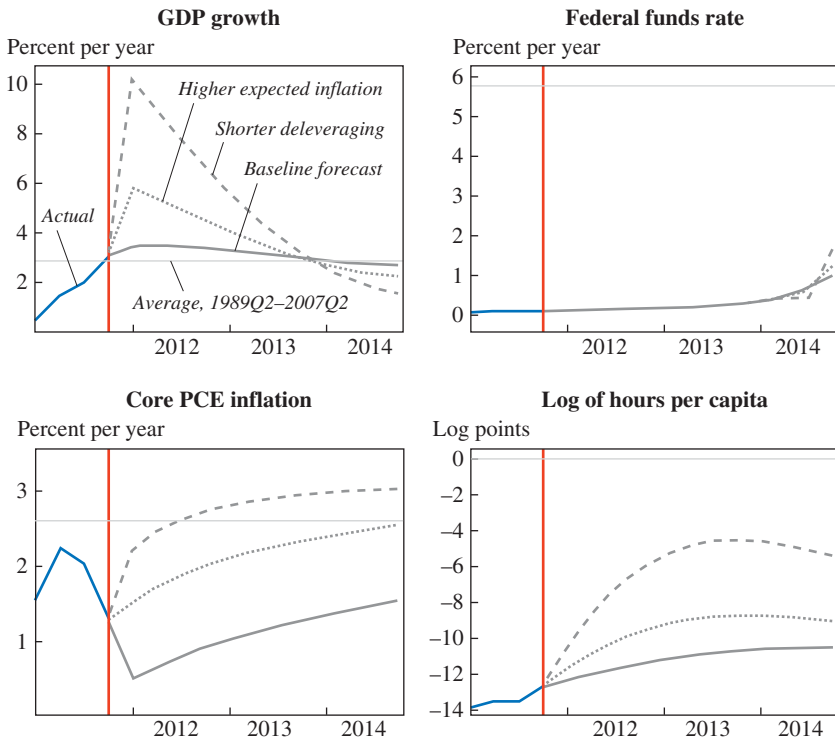 GDP growth
Percent per year
10
8
6
4
2
Higher expected inflation
Shorter deleveraging
Baseline forecast
Actual
Average, 1989Q2–2007Q2
2012 2013 2014
Federal funds rate
Percent per year
6
5
4
3
2
1
0
2012 2013 2014
Core PCE inflation
Percent per year
3
2
1
2012 2013 2014
Log of hours per capita
Log points
0
–2
–4
–6
–8
–10
–12
–14
2012 2013 2014